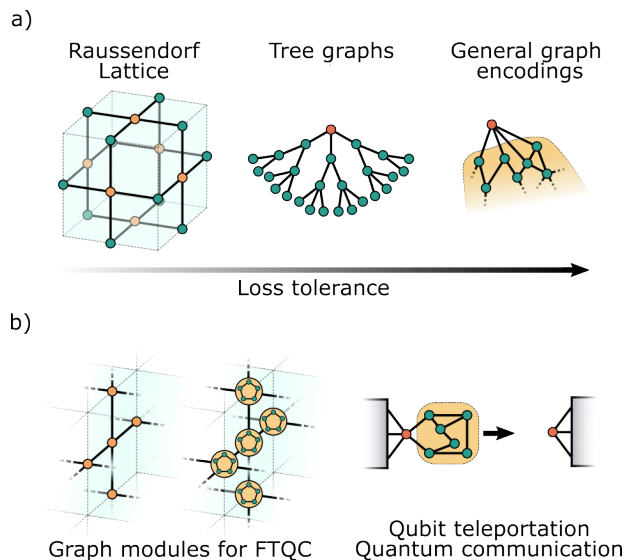 a)
Raussendorf
Lattice
Tree graphs
General graph
encodings
Loss tolerance
b)
Graph modules for FTQC
Qubit teleportation
Quantum communication